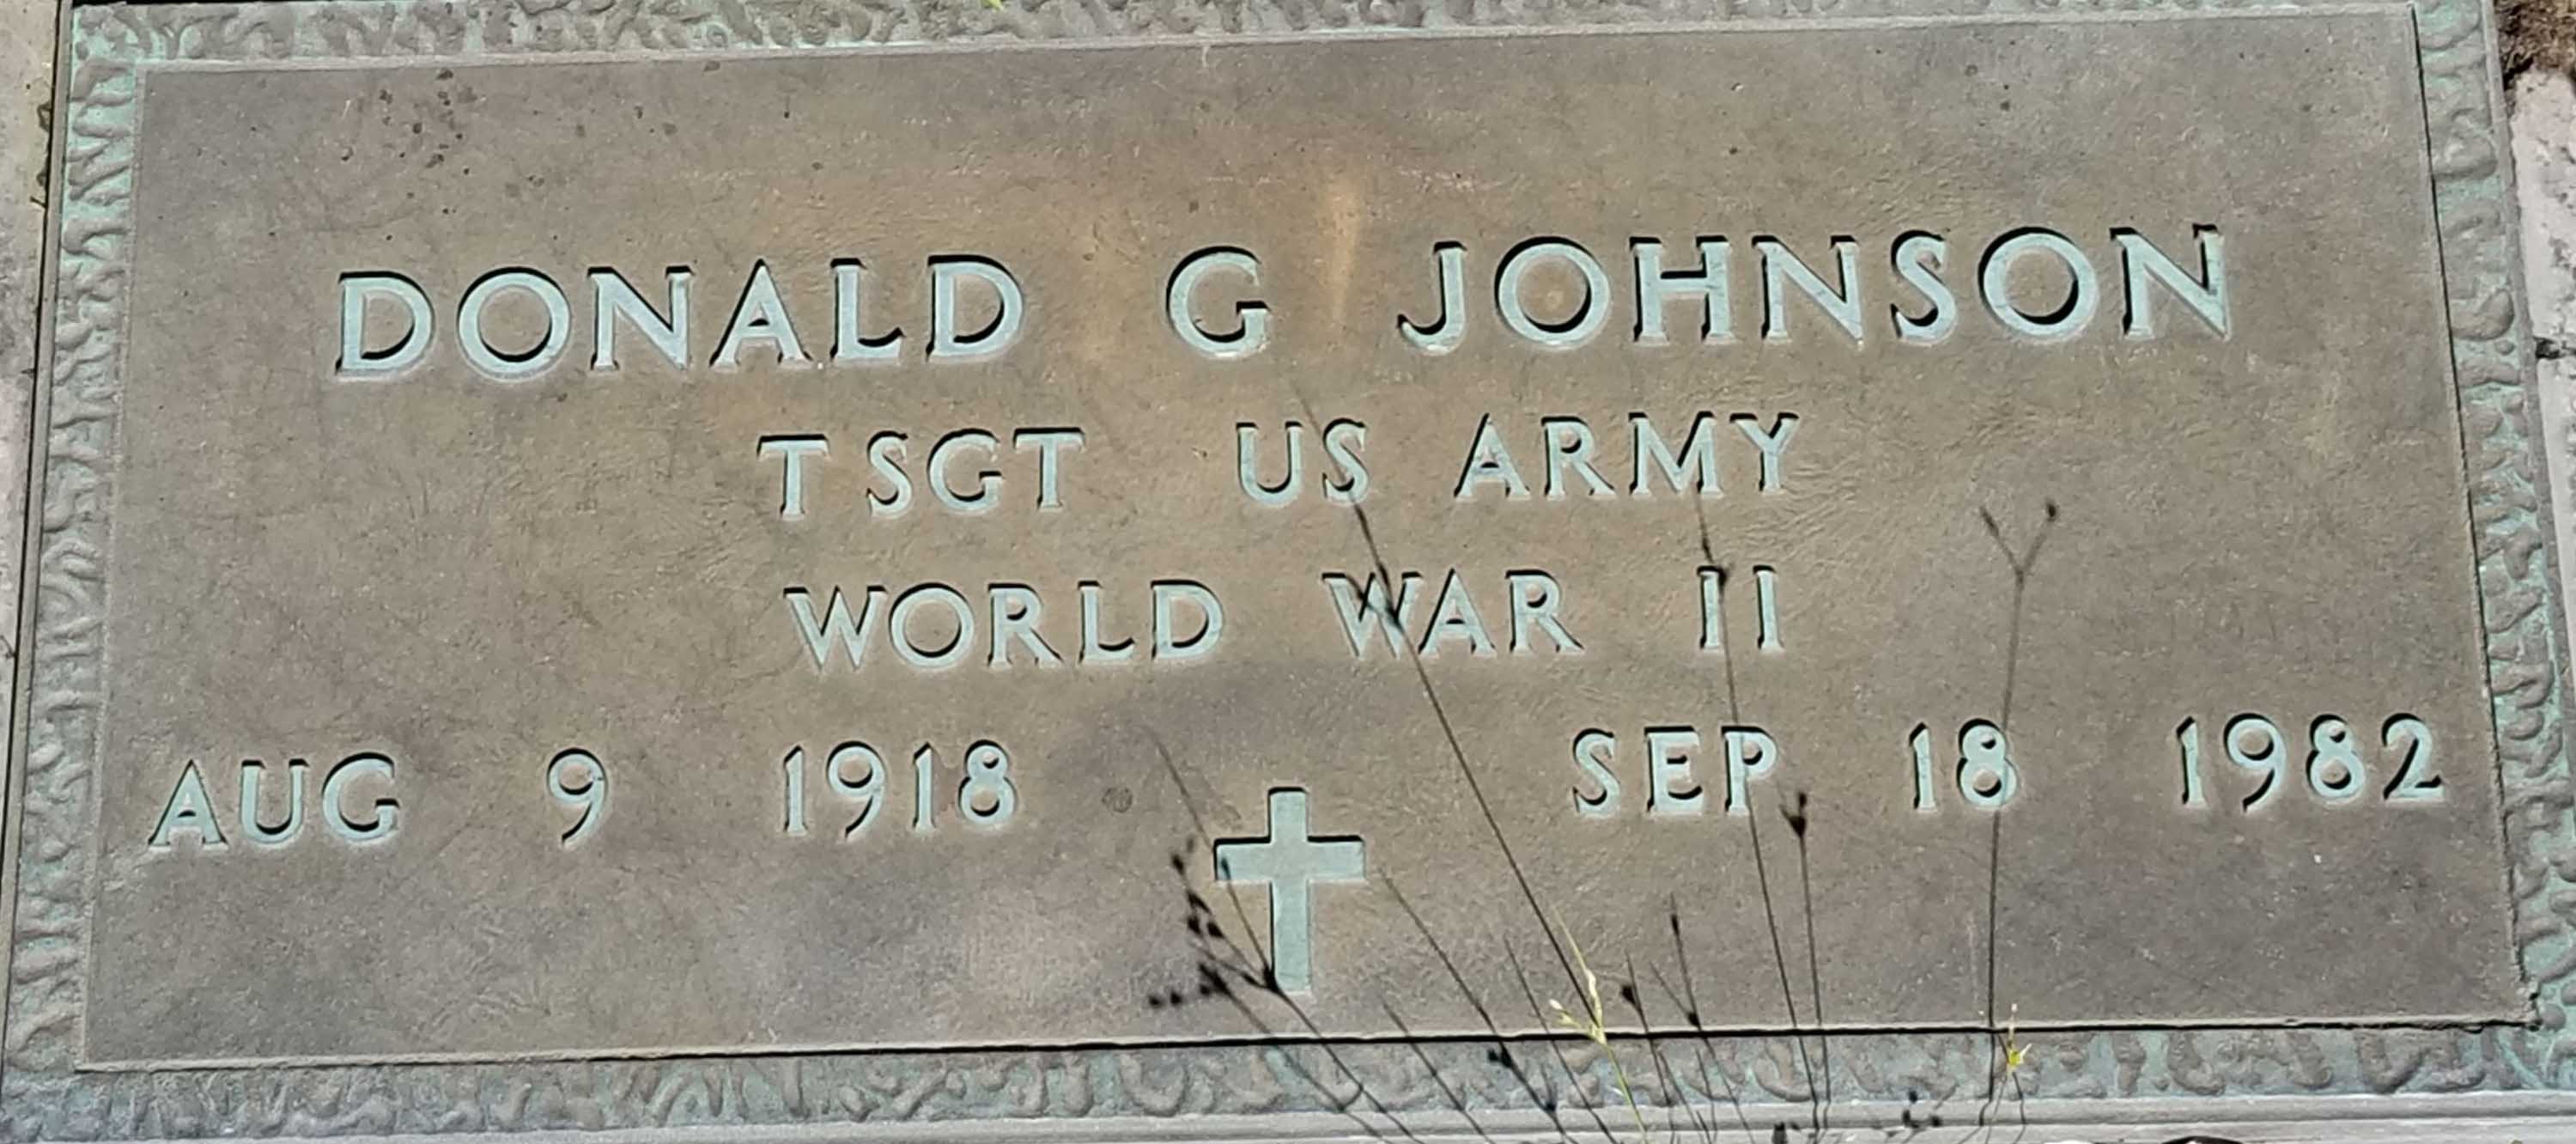 DONALD G JOHNSON
TSGT US ARMY
WORLD WAR II
AUG 9 1918 SEP 18 1982